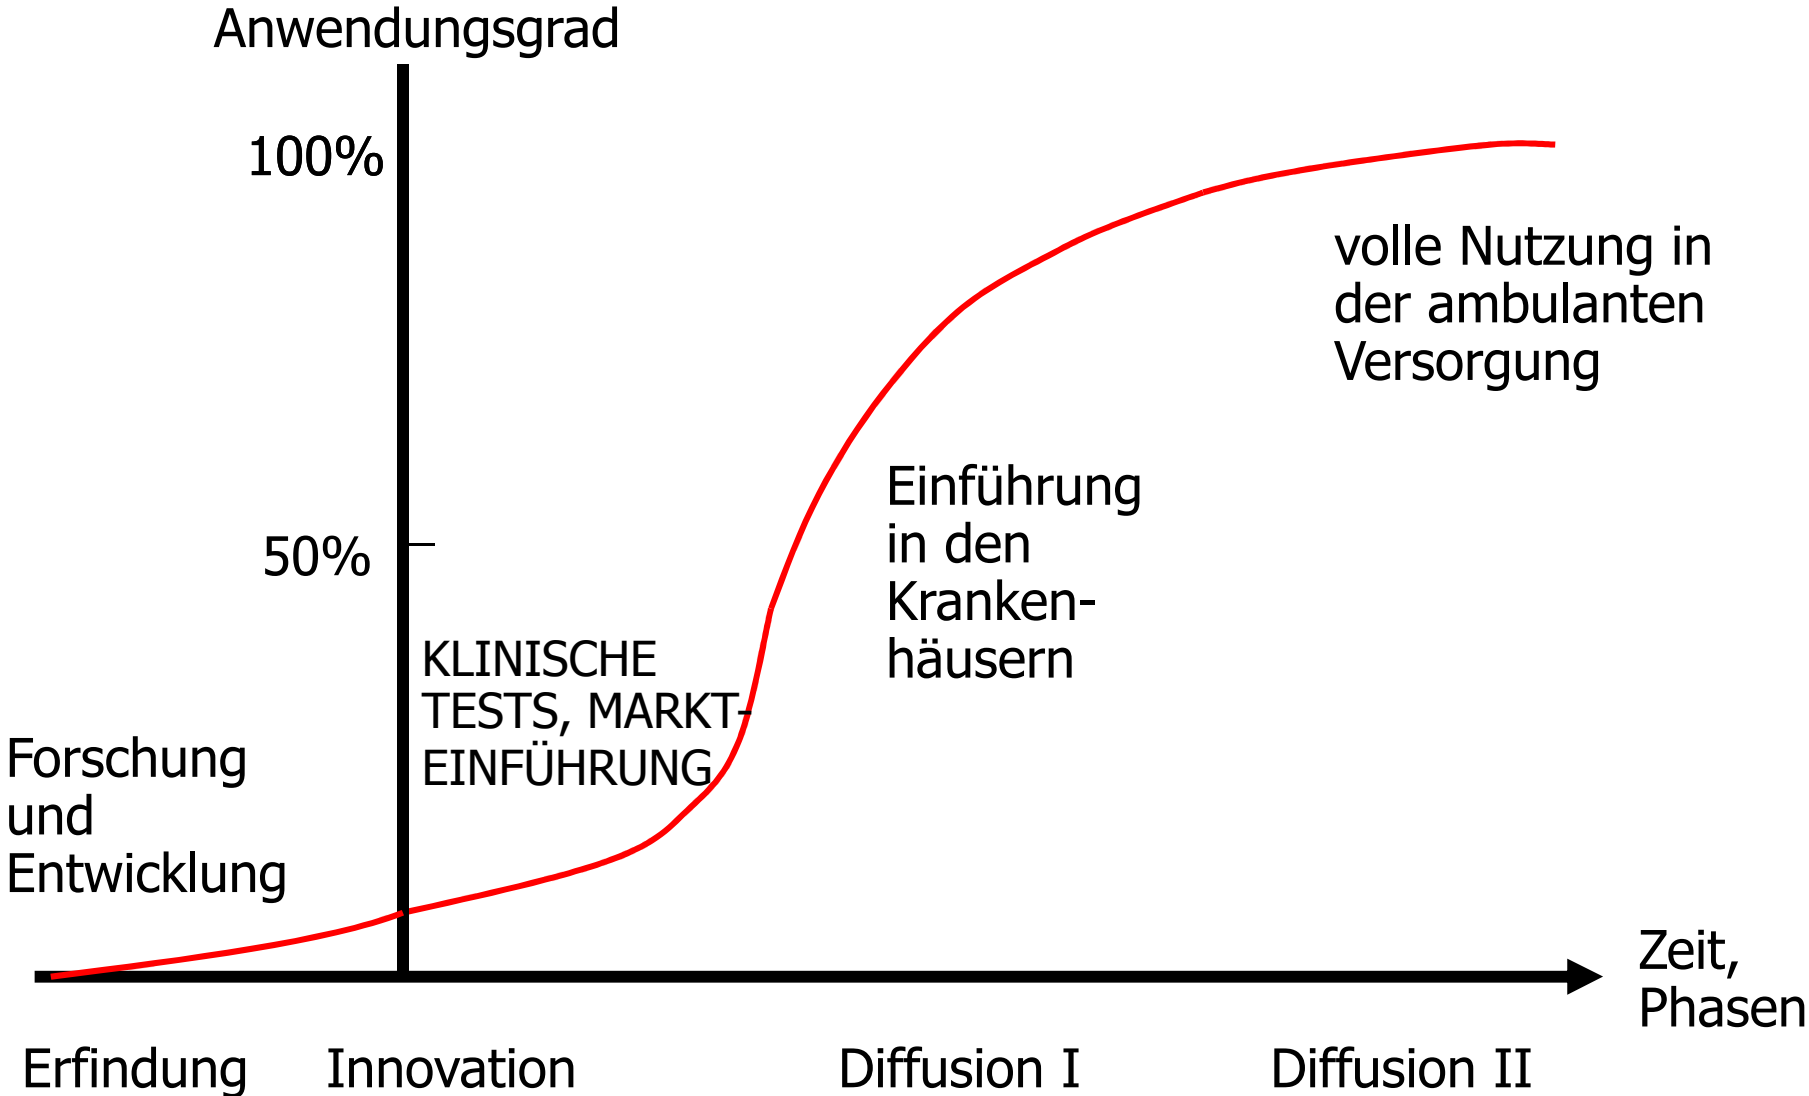 Anwendungsgrad
100%
50%
KLINISCHE
TESTS, MARKT-
EINFÜHRUNG
Forschung
und
Entwicklung
Einführung
in den
Kranken-
häusern
volle Nutzung in
der ambulanten
Versorgung
Zeit,
Phasen
Erfindung
Innovation
Diffusion I
Diffusion II